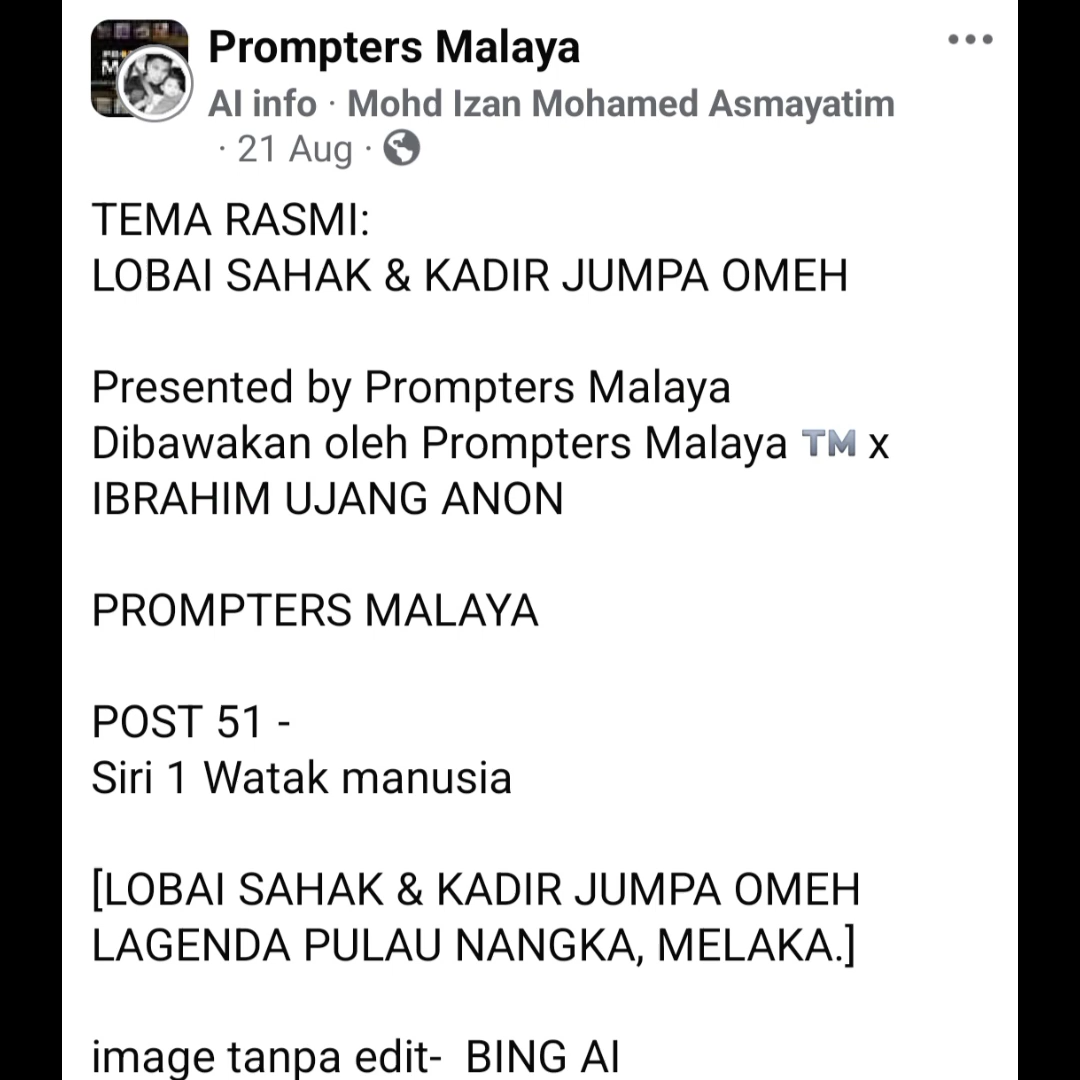 Prompters Malaya
AI info · Mohd Izan Mohamed Asmayatim
· 21 Aug ·
TEMA RASMI:
LOBAI SAHAK & KADIR JUMPA OMEH
Presented by Prompters Malaya
Dibawakan oleh Prompters Malaya ™️ x
IBRAHIM UJANG ANON
PROMPTERS MALAYA
POST 51 -
Siri 1 Watak manusia
[LOBAI SAHAK & KADIR JUMPA OMEH
LAGENDA PULAU NANGKA, MELAKA.]
image tanpa edit- BING AI